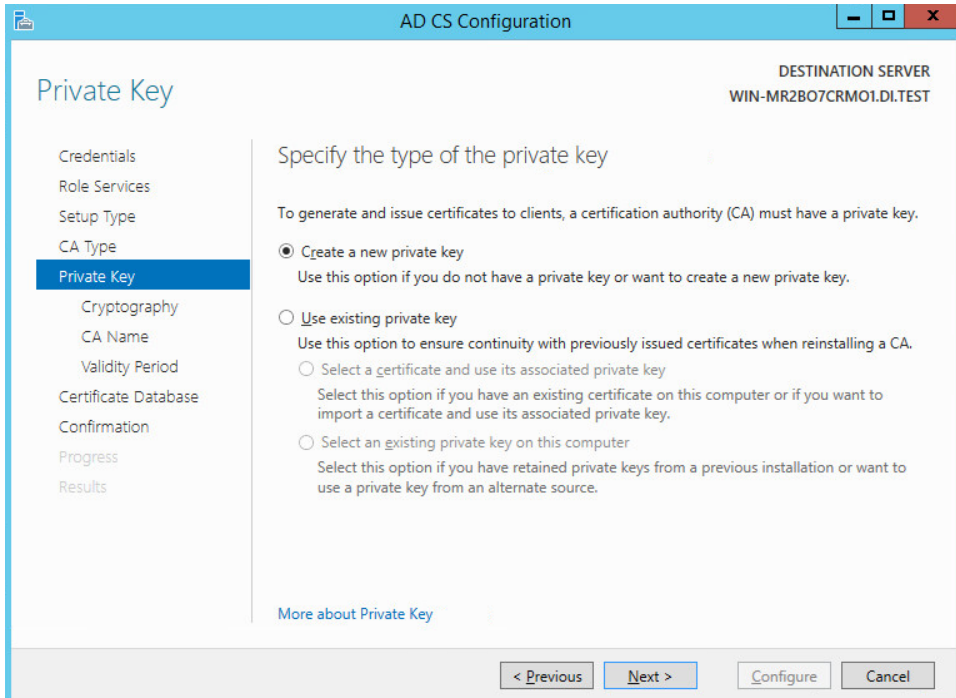 AD CS Configuration
Private Key
DESTINATION SERVER
WIN-MR2BO7CRMO1.DI.TEST
Credentials
Role Services
Setup Type
CA Type
Private Key
Cryptography
CA Name
Validity Period
Certificate Database
Confirmation
Progress
Results
Specify the type of the private key
To generate and issue certificates to clients, a certification authority (CA) must have a private key.
Create a new private key
Use this option if you do not have a private key or want to create a new private key.
Use existing private key
Use this option to ensure continuity with previously issued certificates when reinstalling a CA.
Select a certificate and use its associated private key
Select this option if you have an existing certificate on this computer or if you want to
import a certificate and use its associated private key.
Select an existing private key on this computer
Select this option if you have retained private keys from a previous installation or want to
use a private key from an alternate source.
More about Private Key
< Previous
Next >
Configure
Cancel